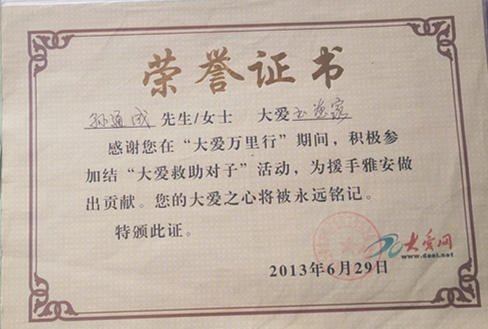 荣誉证书
孙通成 先生/女士 大爱
感谢您在“大爱万里行”期间，积极参
加结“大爱救助对子”活动，为援手雅安做
出贡献。您的大爱之心将被永远铭记。
特颁此证。
大爱网
www.daai.net
2013年6月29日